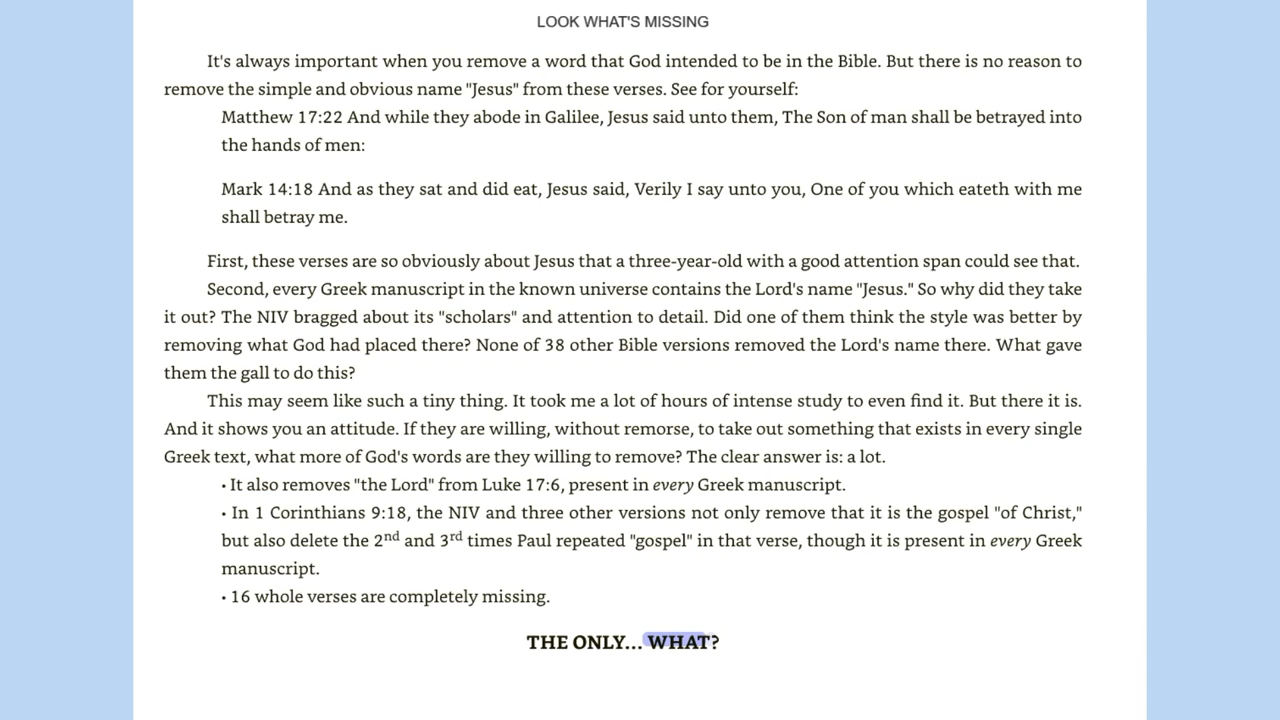 LOOK WHAT'S MISSING
It's always important when you remove a word that God intended to be in the Bible. But there is no reason to
remove the simple and obvious name "Jesus" from these verses. See for yourself:
Matthew 17:22 And while they abode in Galilee, Jesus said unto them, The Son of man shall be betrayed into
the hands of men:
Mark 14:18 And as they sat and did eat, Jesus said, Verily I say unto you, One of you which eateth with me
shall betray me.
First, these verses are so obviously about Jesus that a three-year-old with a good attention span could see that.
Second, every Greek manuscript in the known universe contains the Lord's name "Jesus." So why did they take
it out? The NIV bragged about its "scholars" and attention to detail. Did one of them think the style was better by
removing what God had placed there? None of 38 other Bible versions removed the Lord's name there. What gave
them the gall to do this?
This may seem like such a tiny thing. It took me a lot of hours of intense study to even find it. But there it is.
And it shows you an attitude. If they are willing, without remorse, to take out something that exists in every single
Greek text, what more of God's words are they willing to remove? The clear answer is: a lot.
• It also removes "the Lord" from Luke 17:6, present in every Greek manuscript.
• In 1 Corinthians 9:18, the NIV and three other versions not only remove that it is the gospel "of Christ,"
but also delete the 2nd and 3rd times Paul repeated "gospel" in that verse, though it is present in every Greek
manuscript.
• 16 whole verses are completely missing.
THE ONLY... WHAT?